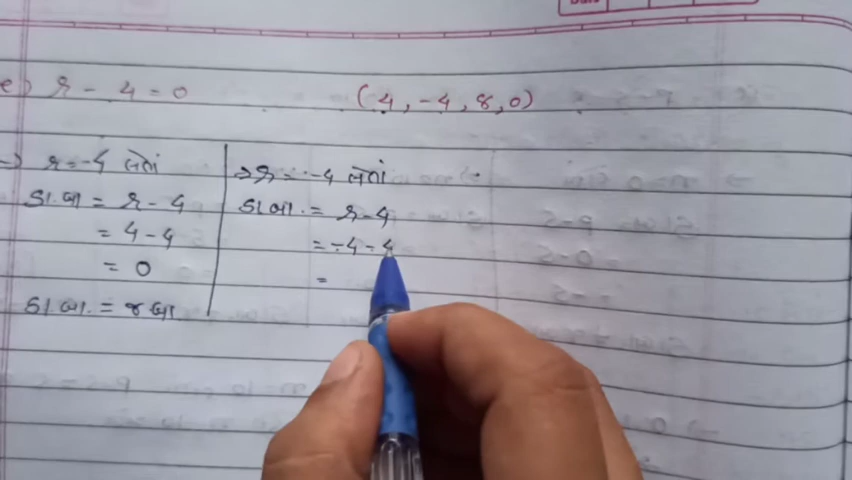 e) r - 4 = 0 (4, -4, 8, 0)
→ r = -4 લેતાં
ડા.બા = r - 4
= 4 - 4
= 0
ડા.બા. = જ.બા
→ r = -4 લેતાં
ડા.બા. = r - 4
= -4 - 4
=